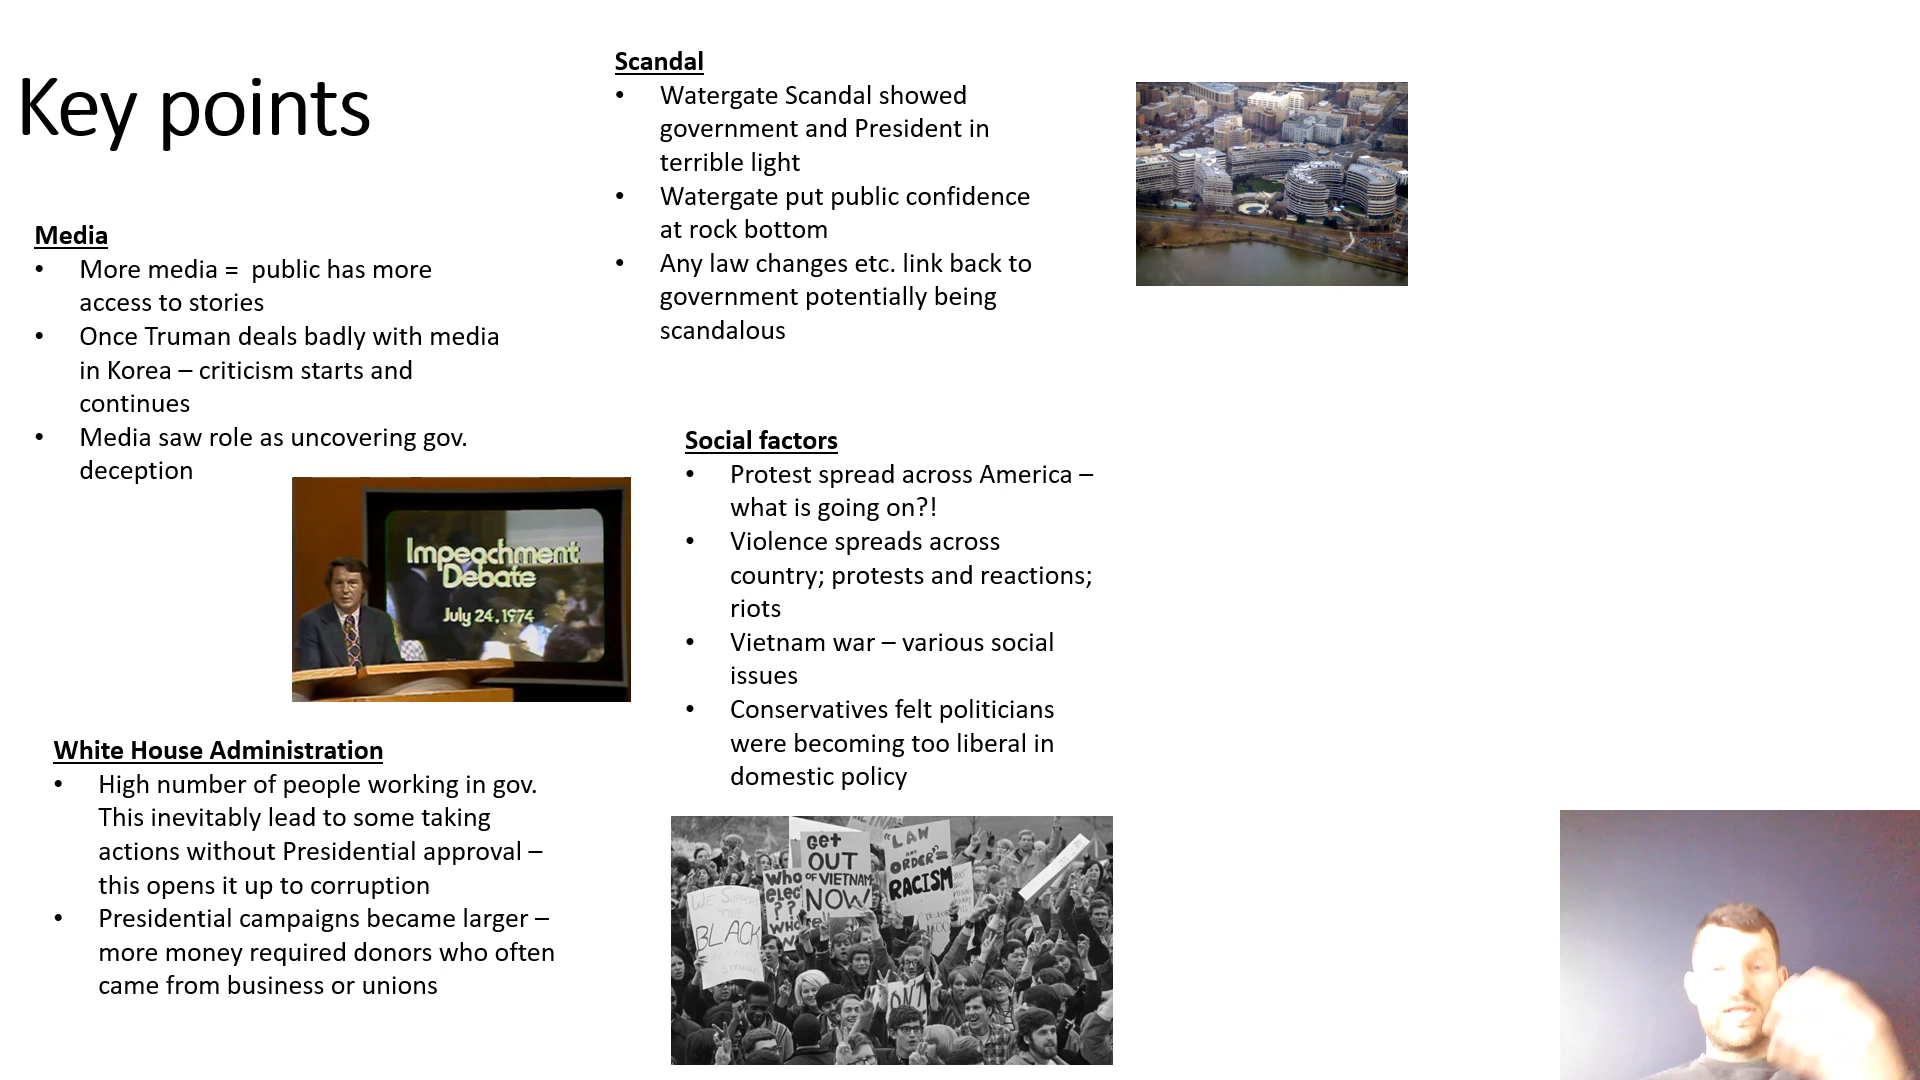 Key points
Media
• More media =  public has more
access to stories
• Once Truman deals badly with media
in Korea – criticism starts and
continues
• Media saw role as uncovering gov.
deception
Impeachment
Debate
July 24, 1974
White House Administration
• High number of people working in gov.
This inevitably lead to some taking
actions without Presidential approval –
this opens it up to corruption
• Presidential campaigns became larger –
more money required donors who often
came from business or unions
Scandal
• Watergate Scandal showed
government and President in
terrible light
• Watergate put public confidence
at rock bottom
• Any law changes etc. link back to
government potentially being
scandalous
Social factors
• Protest spread across America –
what is going on?!
• Violence spreads across
country; protests and reactions;
riots
• Vietnam war – various social
issues
• Conservatives felt politicians
were becoming too liberal in
domestic policy
WE SUPPORT
THE
BLACK
Who
elec
??
Who
Get
OUT
OF VIETNAM
NOW
"LAW
AND
ORDER"=
RACISM